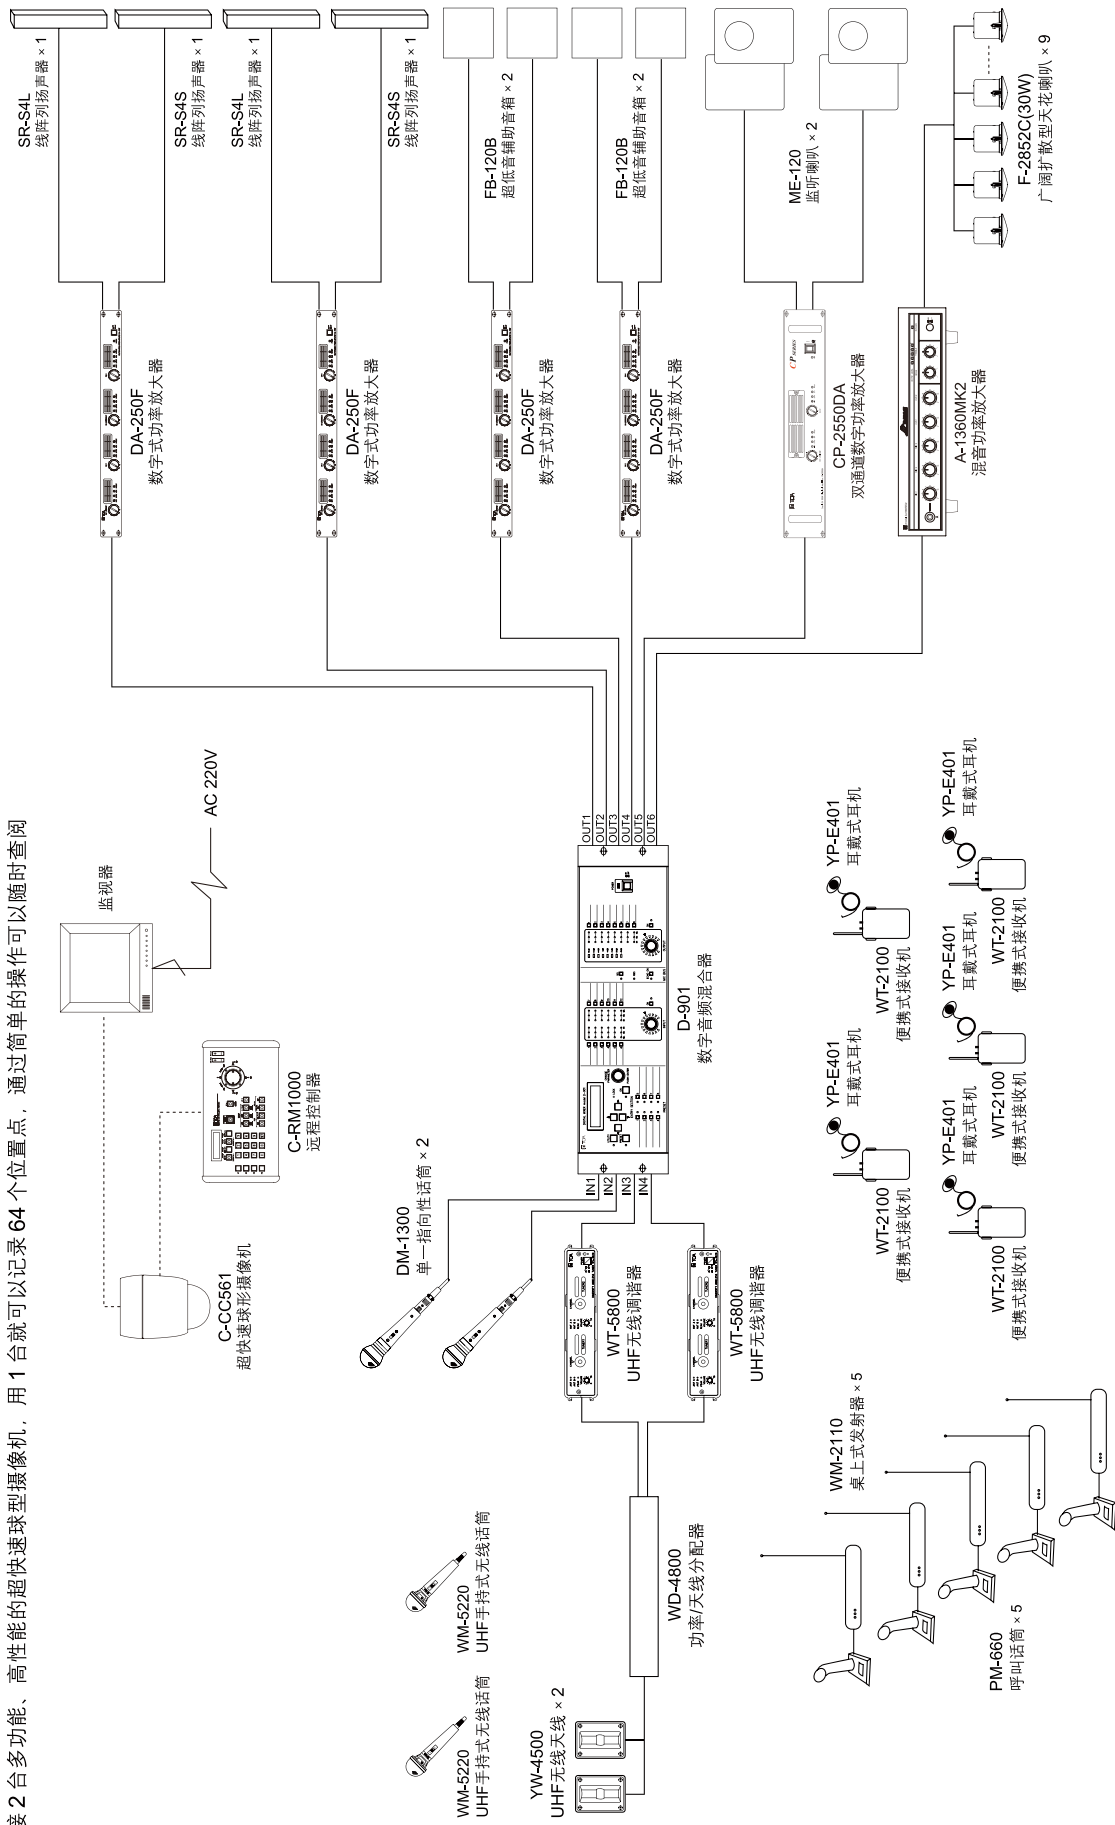 接 2 台多功能、高性能的超快速球型摄像机，用 1 台就可以记录 64 个位置点，通过简单的操作可以随时查阅
C-CC561
超快速球形摄像机
C-RM1000
远程控制器
监视器
AC 220V
SR-S4L
线阵列扬声器 × 1
SR-S4S
线阵列扬声器 × 1
SR-S4L
线阵列扬声器 × 1
SR-S4S
线阵列扬声器 × 1
FB-120B
超低音辅助音箱 × 2
FB-120B
超低音辅助音箱 × 2
ME-120
监听喇叭 × 2
F-2852C(30W)
广阔扩散型天花喇叭 × 9
DA-250F
数字式功率放大器
DA-250F
数字式功率放大器
DA-250F
数字式功率放大器
DA-250F
数字式功率放大器
CP SERIES
TOA
CP-2550DA
双通道数字功率放大器
A-1360MK2
混音功率放大器
OUT1
OUT2
OUT3
OUT4
OUT5
OUT6
D-901
数字音频混合器
IN1
IN2
IN3
IN4
DM-1300
单一指向性话筒 × 2
WT-5800
UHF无线调谐器
WT-5800
UHF无线调谐器
WD-4800
功率/天线分配器
WM-5220
UHF手持式无线话筒
WM-5220
UHF手持式无线话筒
YW-4500
UHF无线天线 × 2
YP-E401
耳戴式耳机
WT-2100
便携式接收机
YP-E401
耳戴式耳机
WT-2100
便携式接收机
YP-E401
耳戴式耳机
WT-2100
便携式接收机
YP-E401
耳戴式耳机
WT-2100
便携式接收机
YP-E401
耳戴式耳机
WT-2100
便携式接收机
WM-2110
桌上式发射器 × 5
PM-660
呼叫话筒 × 5